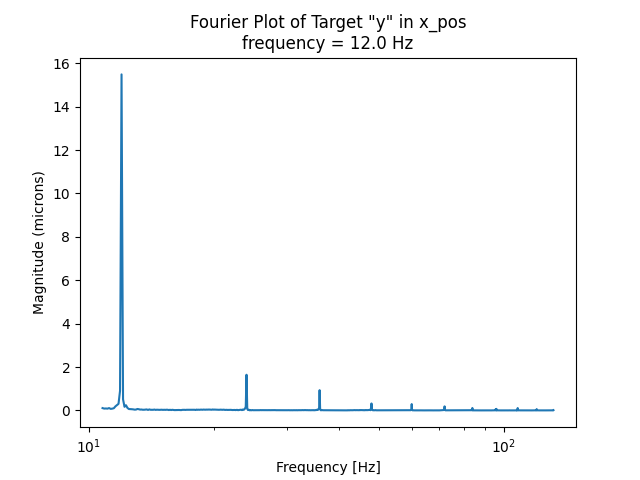 Fourier Plot of Target "y" in x_pos
frequency = 12.0 Hz
16
14
12
10
8
6
4
2
0
Magnitude (microns)
10¹
10²
Frequency [Hz]